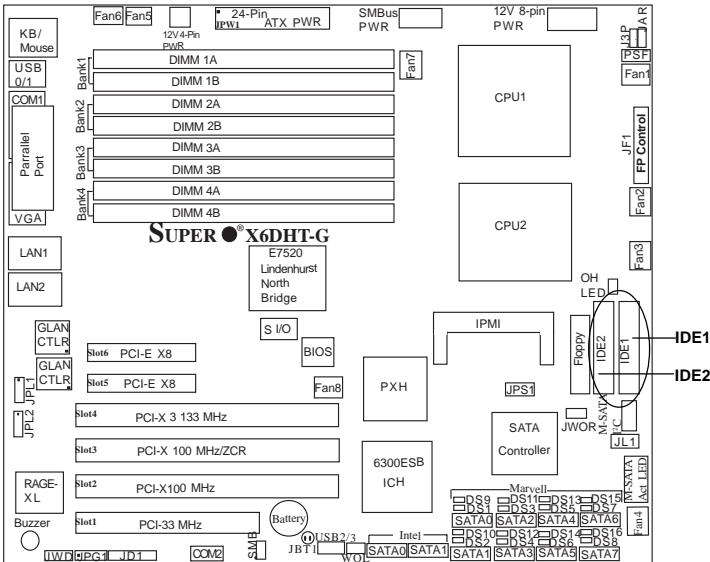 Fan6
Fan5
12V 4-Pin
PWR
24-Pin
JPW1
ATX PWR
SMBus
PWR
12V 8-pin
PWR
J3P
JAR
PSF
Fan1
KB/
Mouse
USB
0/1
COM1
Parrallel
Port
VGA
LAN1
LAN2
Bank1
Bank2
Bank3
Bank4
DIMM 1A
DIMM 1B
DIMM 2A
DIMM 2B
DIMM 3A
DIMM 3B
DIMM 4A
DIMM 4B
Fan7
CPU1
CPU2
JF1
FP Control
Fan2
Fan3
SUPER ●® X6DHT-G
E7520
Lindenhurst
North
Bridge
S I/O
BIOS
Fan8
IPMI
OH
LED
Floppy
IDE2
IDE1
IDE1
IDE2
GLAN
CTLR
GLAN
CTLR
JPL1
JPL2
Slot6 PCI-E X8
Slot5 PCI-E X8
Slot4 PCI-X 3 133 MHz
Slot3 PCI-X 100 MHz/ZCR
Slot2 PCI-X100 MHz
Slot1 PCI-33 MHz
PXH
6300ESB
ICH
JPS1
SATA
Controller
JWOR
M-SATA
I²C
JL1
M-SATA
Act LED
Fan4
RAGE-
XL
Buzzer
Battery
JWD
JPG1
JD1
COM2
SMB
JBT1
USB2/3
WOL
Intel
SATA0
SATA1
Marvell
DS9 DS11 DS13 DS15
DS1 DS3 DS5 DS7
SATA0 SATA2 SATA4 SATA6
DS10 DS12 DS14 DS16
DS2 DS4 DS6 DS8
SATA1 SATA3 SATA5 SATA7